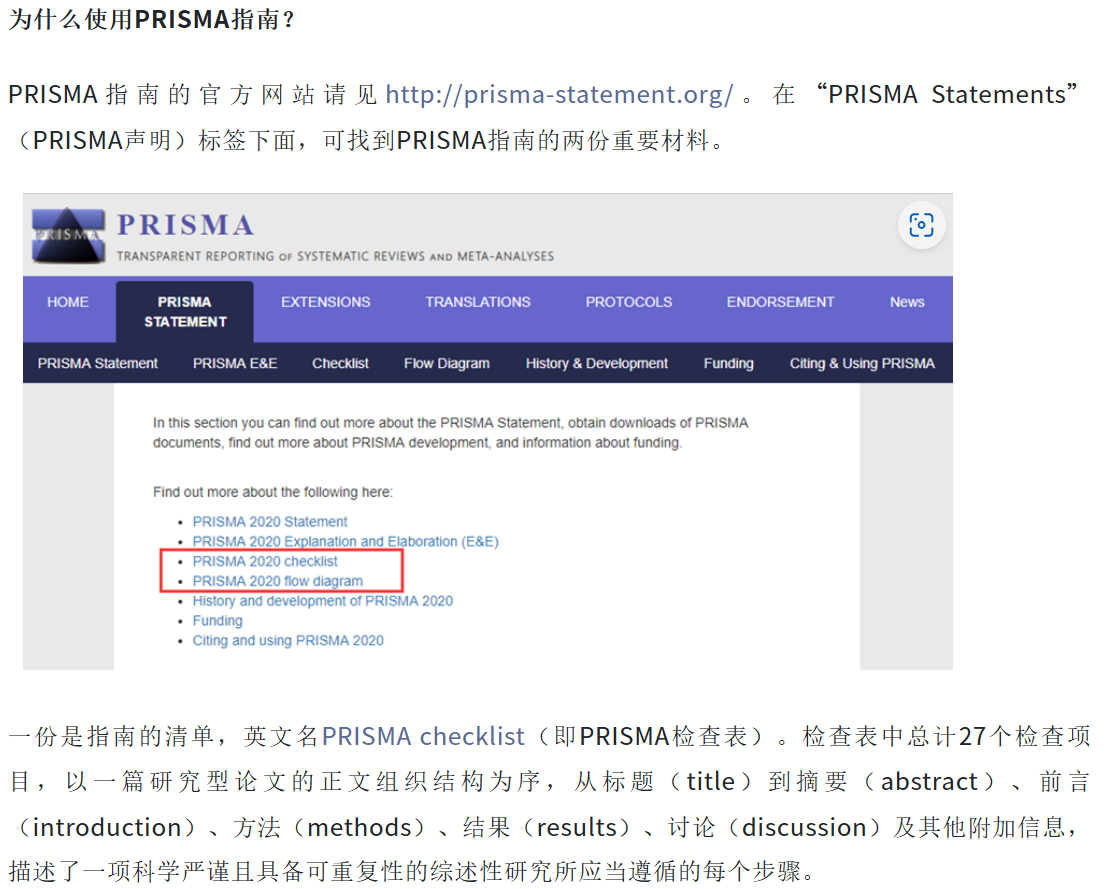 为什么使用PRISMA指南？
PRISMA指南的官方网站请见http://prisma-statement.org/。在“PRISMA Statements”
（PRISMA声明）标签下面，可找到PRISMA指南的两份重要材料。
PRISMA
PRISMA
TRANSPARENT REPORTING OF SYSTEMATIC REVIEWS AND META-ANALYSES
HOME
PRISMA
STATEMENT
EXTENSIONS
TRANSLATIONS
PROTOCOLS
ENDORSEMENT
News
PRISMA Statement
PRISMA E&E
Checklist
Flow Diagram
History & Development
Funding
Citing & Using PRISMA
In this section you can find out more about the PRISMA Statement, obtain downloads of PRISMA
documents, find out more about PRISMA development, and information about funding.
Find out more about the following here:
• PRISMA 2020 Statement
• PRISMA 2020 Explanation and Elaboration (E&E)
• PRISMA 2020 checklist
• PRISMA 2020 flow diagram
• History and development of PRISMA 2020
• Funding
• Citing and using PRISMA 2020
一份是指南的清单，英文名PRISMA checklist（即PRISMA检查表）。检查表中总计27个检查项
目，以一篇研究型论文的正文组织结构为序，从标题（title）到摘要（abstract）、前言
（introduction）、方法（methods）、结果（results）、讨论（discussion）及其他附加信息，
描述了一项科学严谨且具备可重复性的综述性研究所应当遵循的每个步骤。